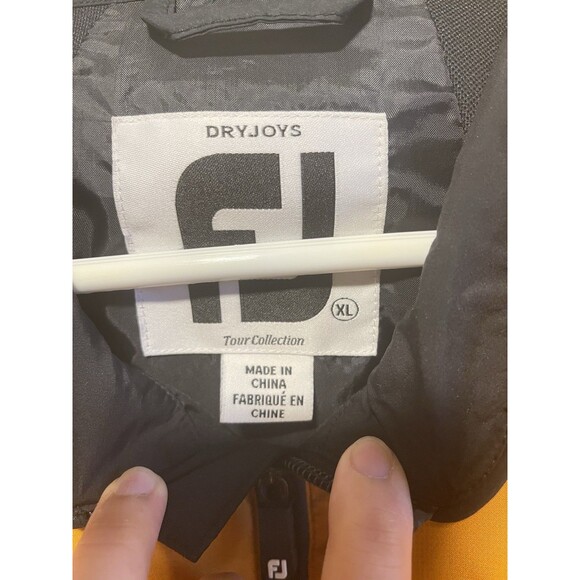 DRYJOYS
FJ
XL
Tour Collection
MADE IN
CHINA
FABRIQUÉ EN
CHINE
FJ